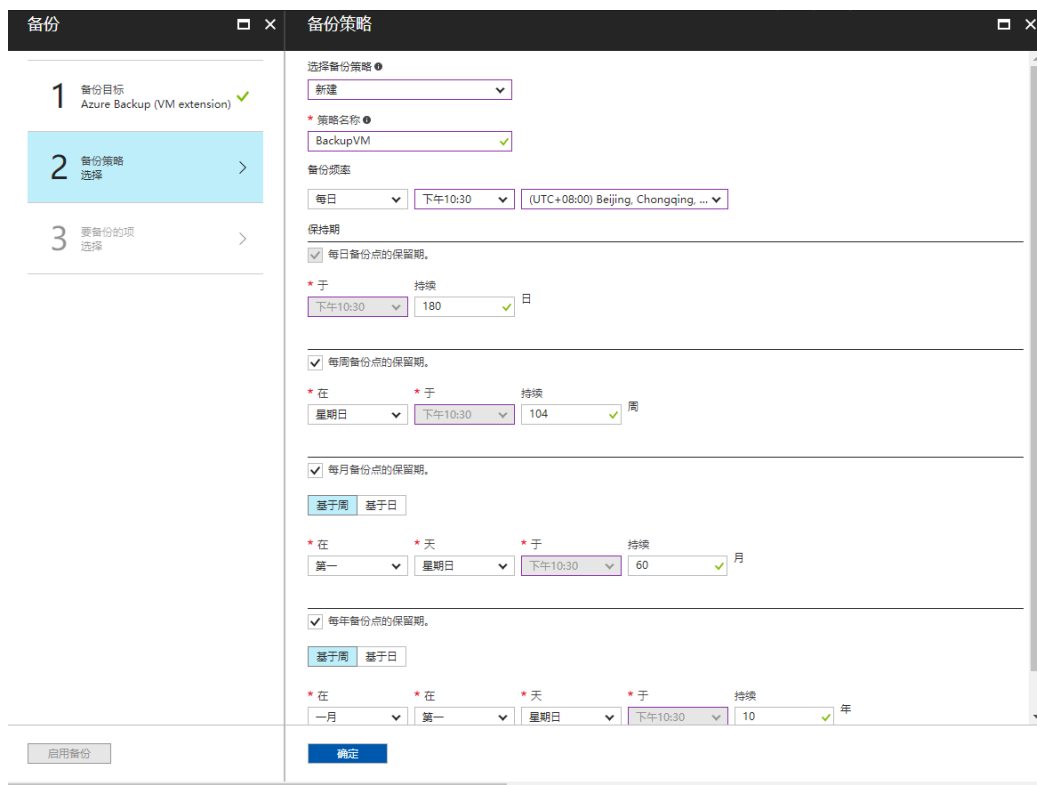 备份
1
备份目标
Azure Backup (VM extension)
2
备份策略
选择
3
要备份的项
选择
启用备份
备份策略
选择备份策略
新建
* 策略名称
BackupVM
备份频率
每日 下午10:30 (UTC+08:00) Beijing, Chongqing, ...
保持期
每日备份点的保留期。
* 于 持续
下午10:30 180 日
每周备份点的保留期。
* 在 * 于 持续
星期日 下午10:30 104 周
每月备份点的保留期。
基于周 基于日
* 在 * 天 * 于 持续
第一 星期日 下午10:30 60 月
每年备份点的保留期。
基于周 基于日
* 在 * 在 * 天 * 于 持续
一月 第一 星期日 下午10:30 10 年
确定